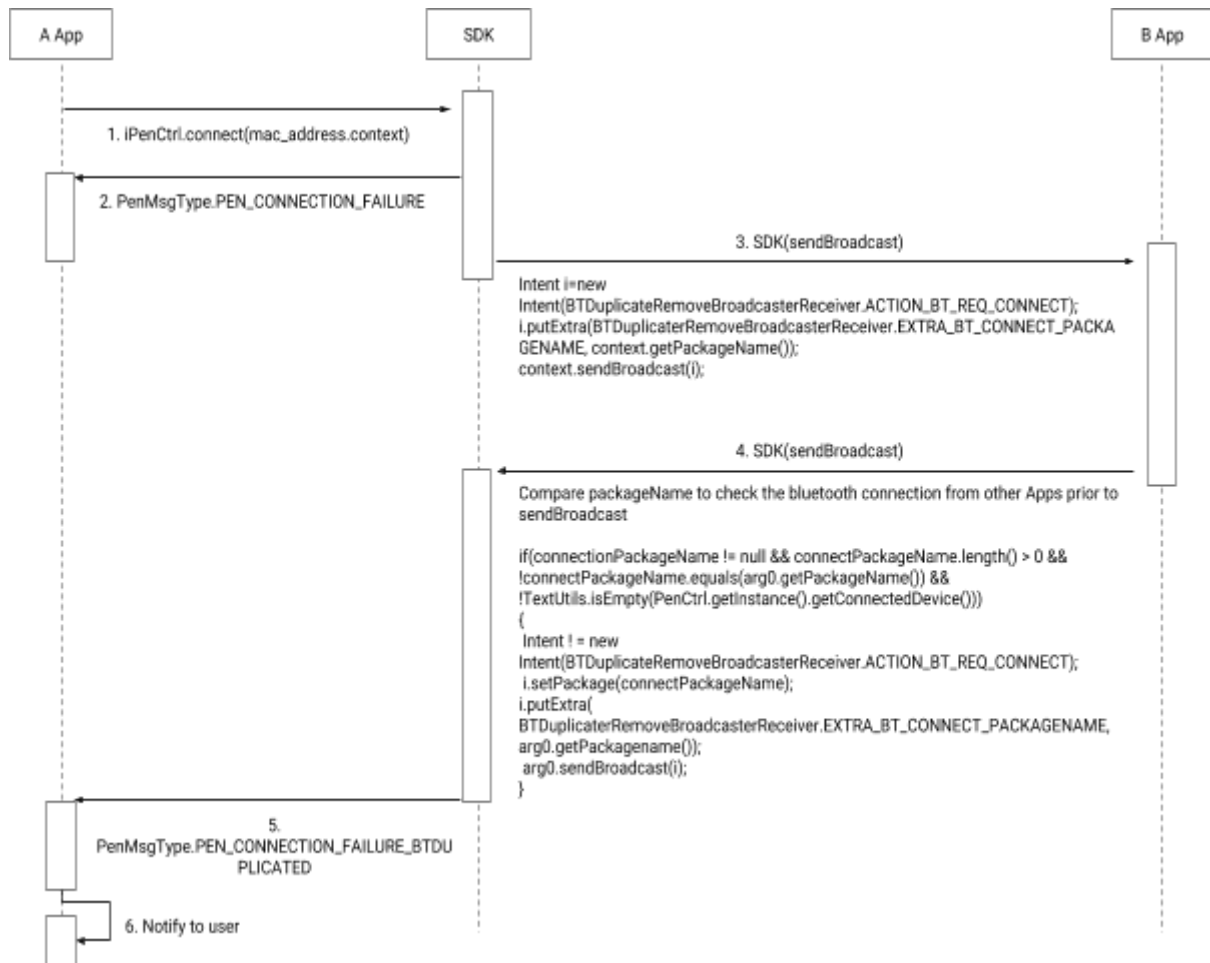 A App
SDK
B App
1. iPenCtrl.connect(mac_address.context)
2. PenMsgType.PEN_CONNECTION_FAILURE
3. SDK(sendBroadcast)
Intent i=new
Intent(BTDuplicateRemoveBroadcasterReceiver.ACTION_BT_REQ_CONNECT);
i.putExtra(BTDuplicaterRemoveBroadcasterReceiver.EXTRA_BT_CONNECT_PACKA
GENAME, context.getPackageName());
context.sendBroadcast(i);
4. SDK(sendBroadcast)
Compare packageName to check the bluetooth connection from other Apps prior to
sendBroadcast
if(connectionPackageName != null && connectPackageName.length() > 0 &&
!connectPackageName.equals(arg0.getPackageName()) &&
!TextUtils.isEmpty(PenCtrl.getInstance().getConnectedDevice()))
{
Intent ! = new
Intent(BTDuplicateRemoveBroadcasterReceiver.ACTION_BT_REQ_CONNECT);
i.setPackage(connectPackageName);
i.putExtra(
BTDuplicaterRemoveBroadcasterReceiver.EXTRA_BT_CONNECT_PACKAGENAME,
arg0.getPackagename());
arg0.sendBroadcast(i);
}
5.
PenMsgType.PEN_CONNECTION_FAILURE_BTDU
PLICATED
6. Notify to user